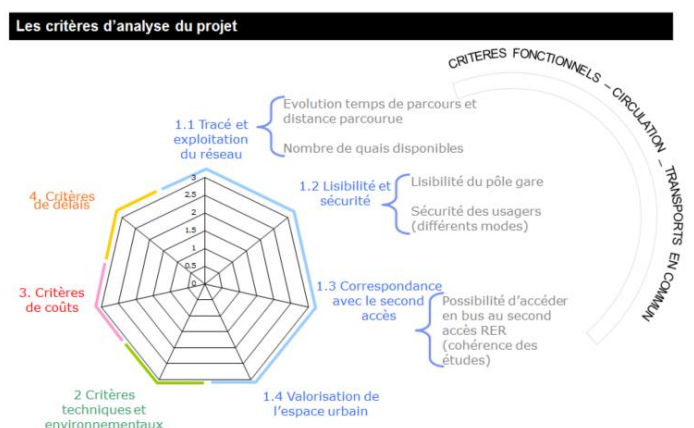 Les critères d'analyse du projet
CRITERES FONCTIONNELS – CIRCULATION – TRANSPORTS EN COMMUN
1.1 Tracé et
exploitation
du réseau
Evolution temps de parcours et
distance parcourue
Nombre de quais disponibles
1.2 Lisibilité et
sécurité
Lisibilité du pôle gare
Sécurité des usagers
(différents modes)
4. Critères
de délais
3
2.5
2
1.5
1
0.5
0
3. Critères
de coûts
1.3 Correspondance
avec le second
accès
Possibilité d'accéder
en bus au second
accès RER
(cohérence des
études)
2 Critères
techniques et
environnementaux
1.4 Valorisation de
l'espace urbain